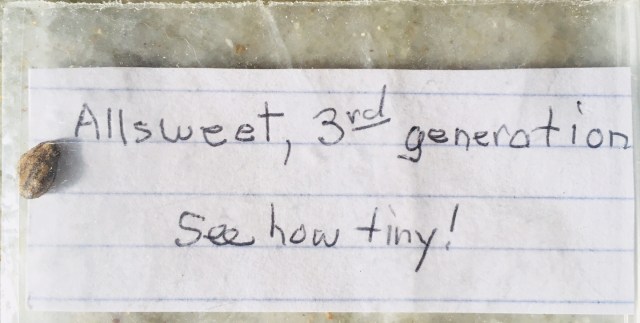 Allsweet, 3rd generation
See how tiny!